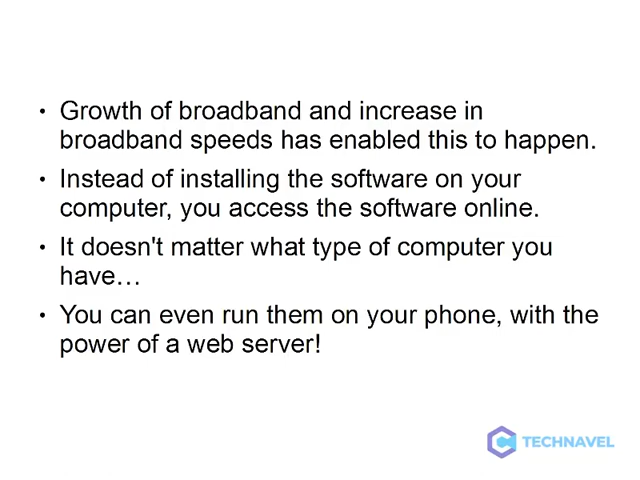 • Growth of broadband and increase in
broadband speeds has enabled this to happen.
• Instead of installing the software on your
computer, you access the software online.
• It doesn't matter what type of computer you
have…
• You can even run them on your phone, with the
power of a web server!
TECHNAVEL